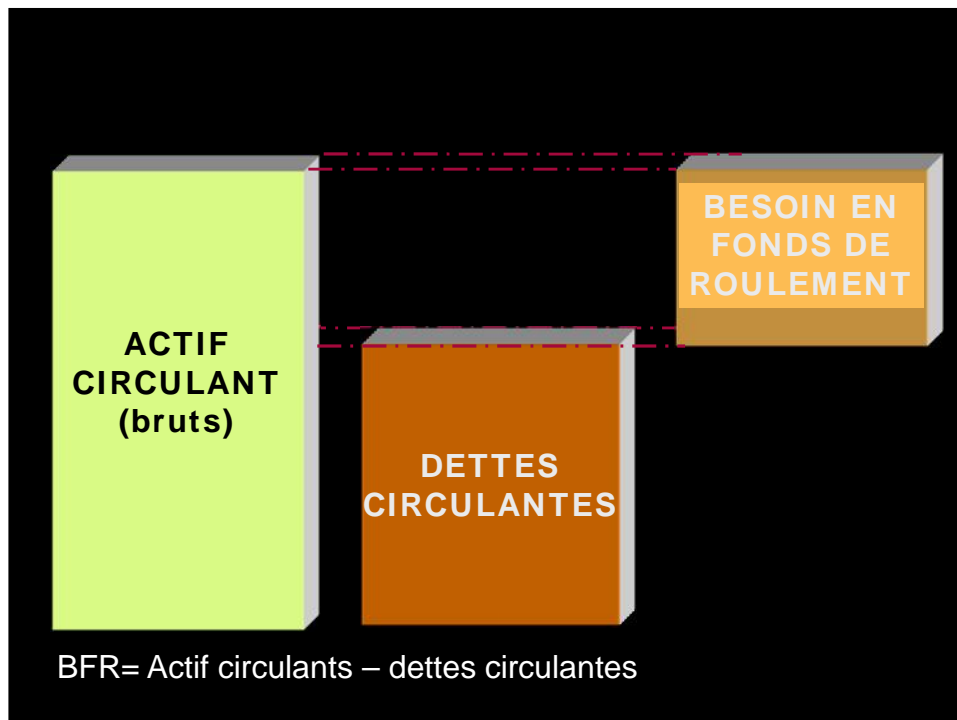 ACTIF
CIRCULANT
(bruts)
DETTES
CIRCULANTES
BESOIN EN
FONDS DE
ROULEMENT
BFR= Actif circulants – dettes circulantes